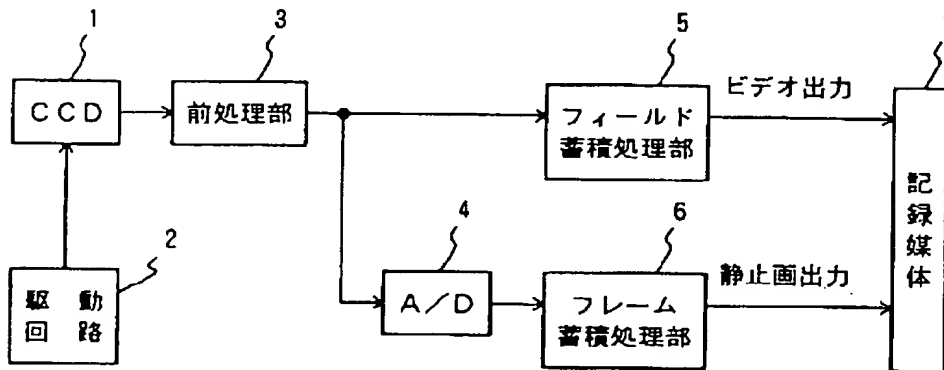 1
CCD
3
前処理部
5
フィールド
蓄積処理部
ビデオ出力
記
録
媒
体
2
駆動
回路
4
A/D
6
フレーム
蓄積処理部
静止画出力